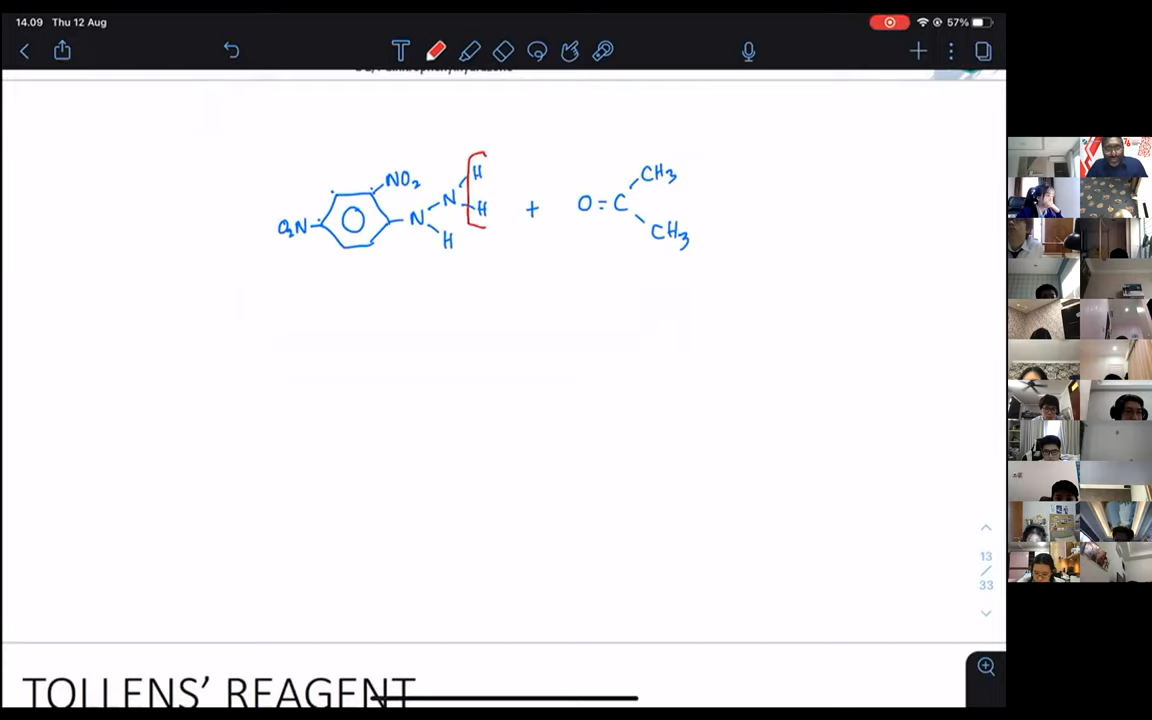 14.09 Thu 12 Aug
57%
T
NO2
H
O2N
N
N
H
H
+
O=C
CH3
CH3
13
/
33
TOLLENS' REAGENT